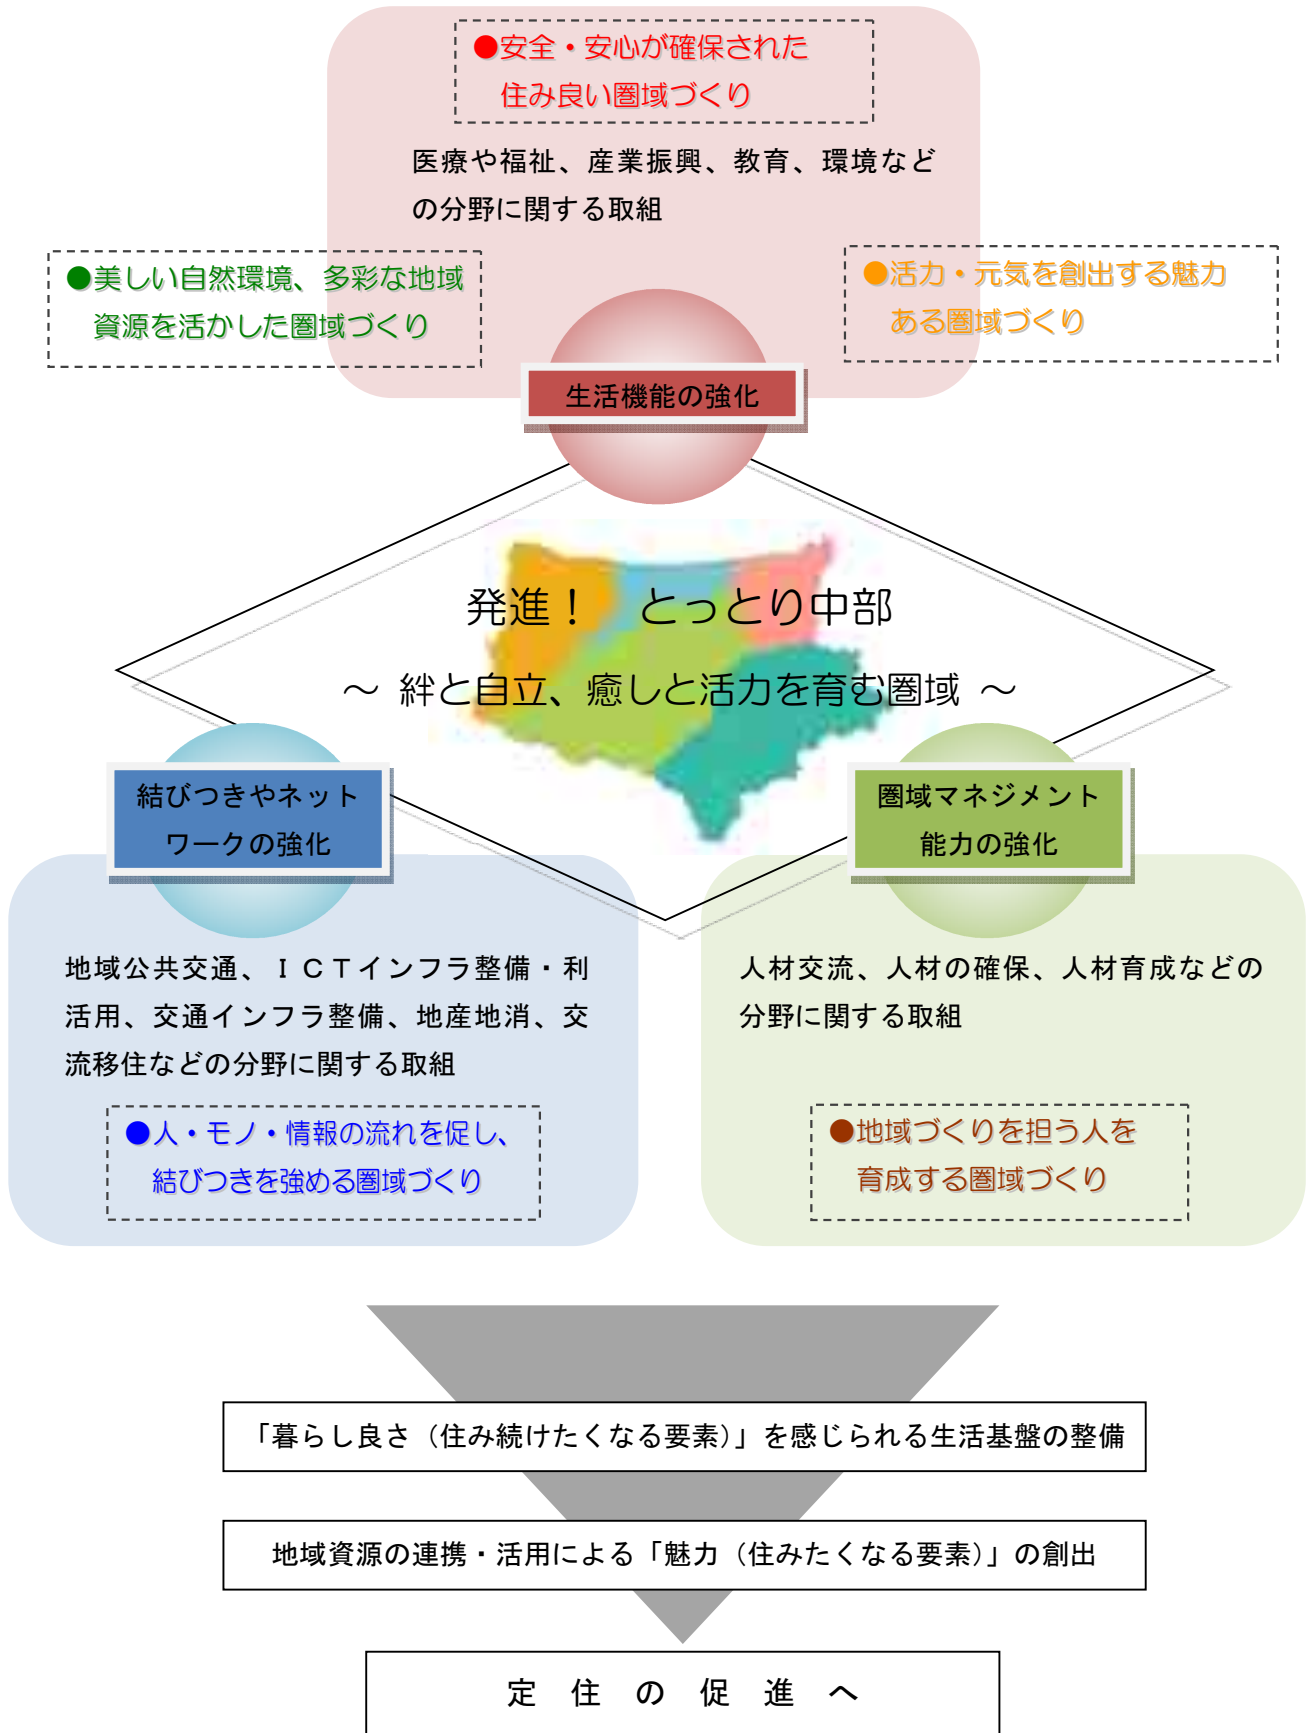 ●安全・安心が確保された
住み良い圏域づくり
医療や福祉、産業振興、教育、環境など
の分野に関する取組
●美しい自然環境、多彩な地域
資源を活かした圏域づくり
●活力・元気を創出する魅力
ある圏域づくり
生活機能の強化
発進！　とっとり中部
～ 絆と自立、癒しと活力を育む圏域 ～
結びつきやネット
ワークの強化
圏域マネジメント
能力の強化
地域公共交通、ＩＣＴインフラ整備・利
活用、交通インフラ整備、地産地消、交
流移住などの分野に関する取組
●人・モノ・情報の流れを促し、
結びつきを強める圏域づくり
人材交流、人材の確保、人材育成などの
分野に関する取組
●地域づくりを担う人を
育成する圏域づくり
「暮らし良さ（住み続けたくなる要素）」を感じられる生活基盤の整備
地域資源の連携・活用による「魅力（住みたくなる要素）」の創出
定　住　の　促　進　へ